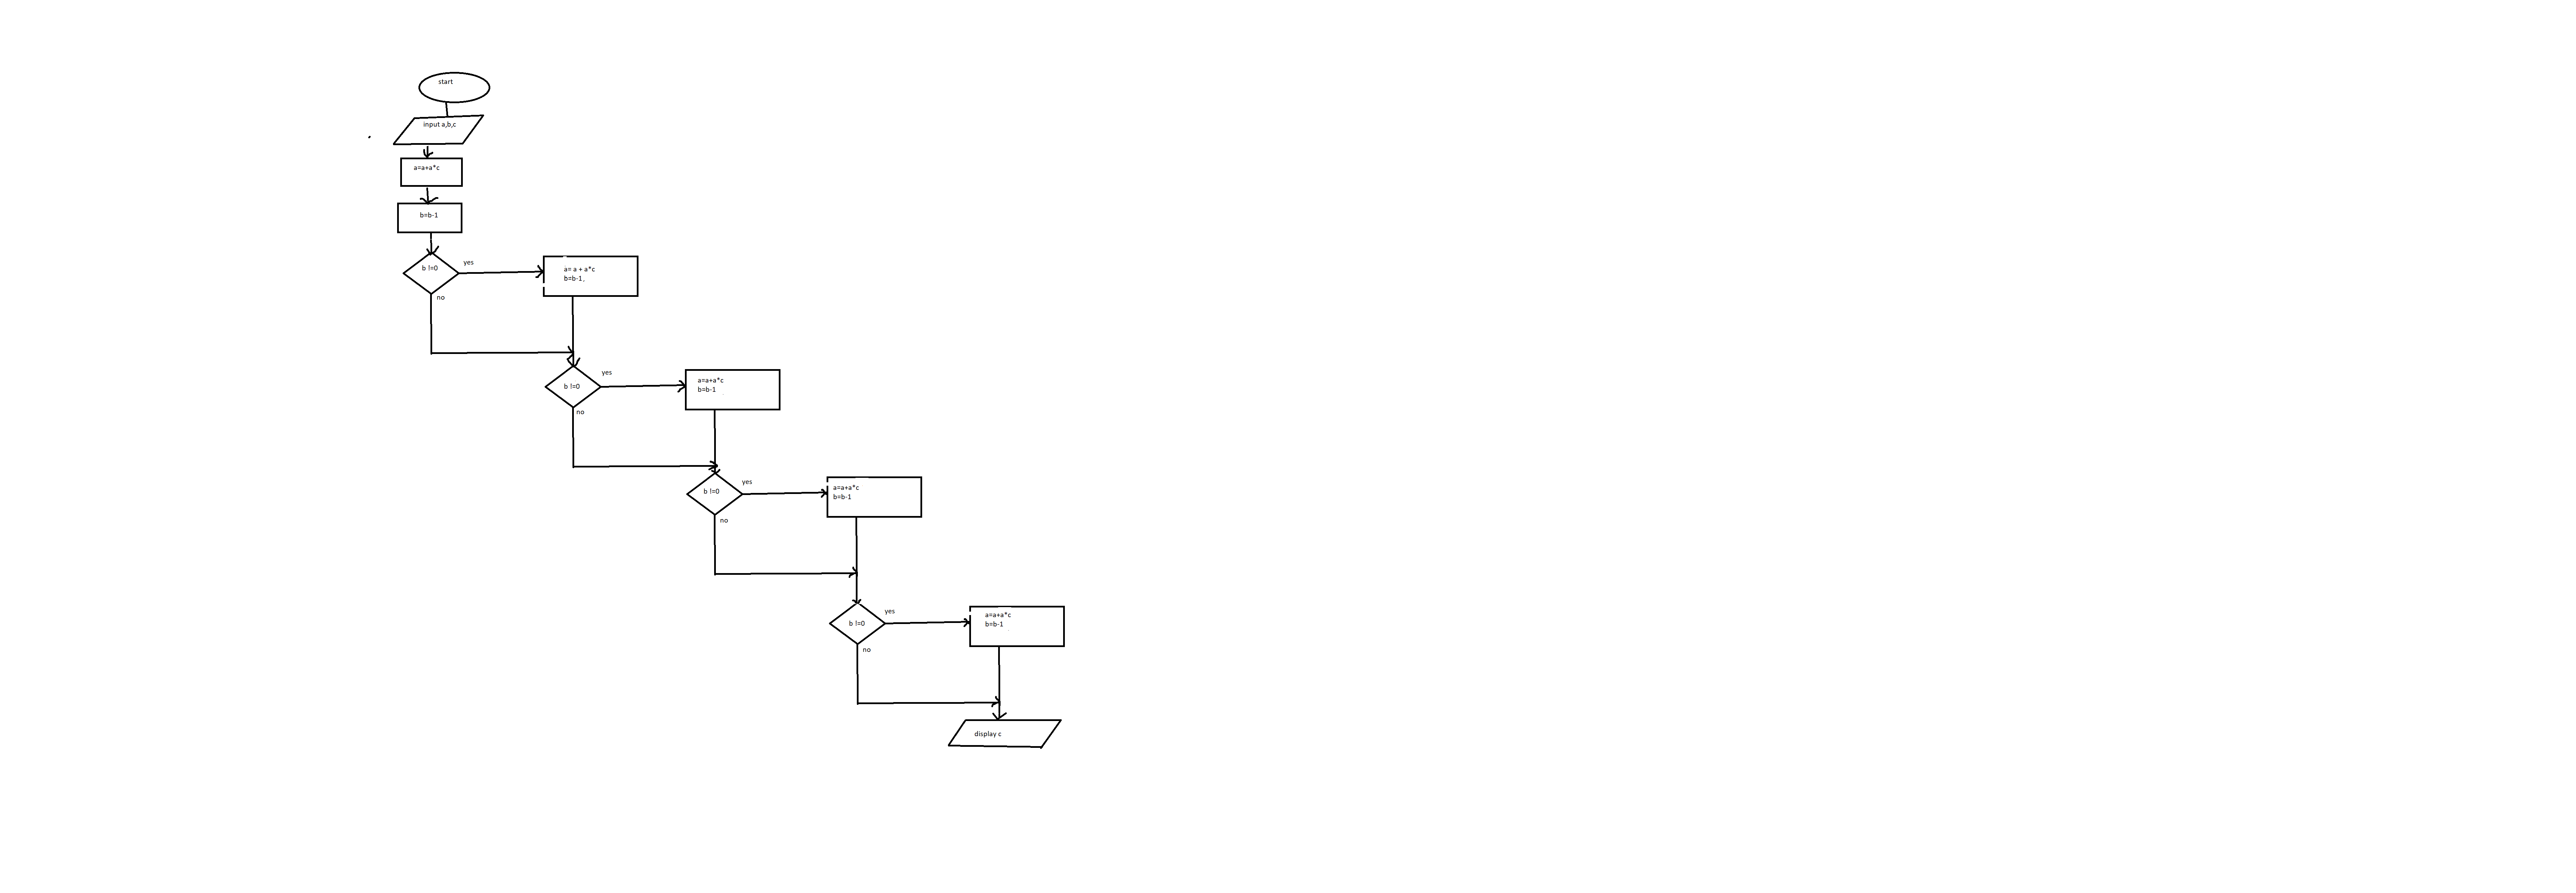 start
input a,b,c
a=a+a*c
b=b-1
b !=0
yes
no
a= a + a*c
b=b-1,
b !=0
yes
no
a=a+a*c
b=b-1
b !=0
yes
no
a=a+a*c
b=b-1
b !=0
yes
no
a=a+a*c
b=b-1
display c